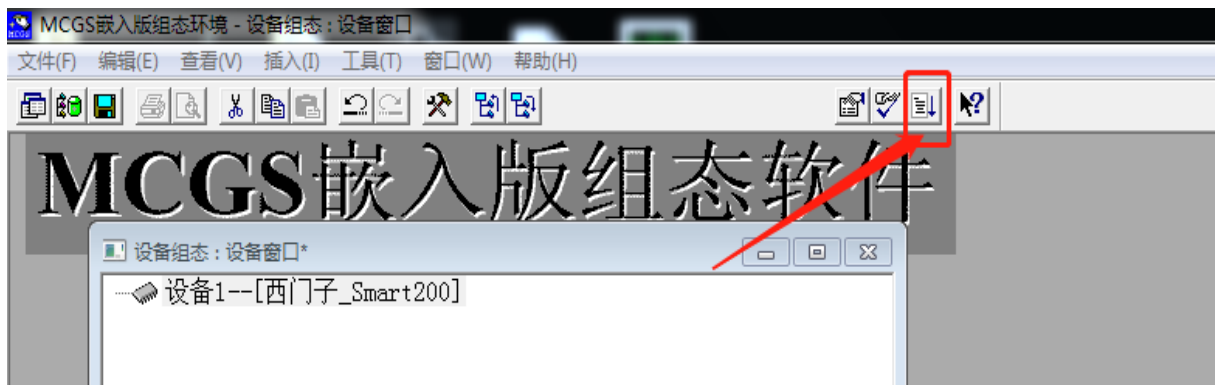 MCGS嵌入版组态环境 - 设备组态 : 设备窗口
文件(F) 编辑(E) 查看(V) 插入(I) 工具(T) 窗口(W) 帮助(H)
MCGS嵌入版组态软件
设备组态 : 设备窗口*
设备1--[西门子_Smart200]